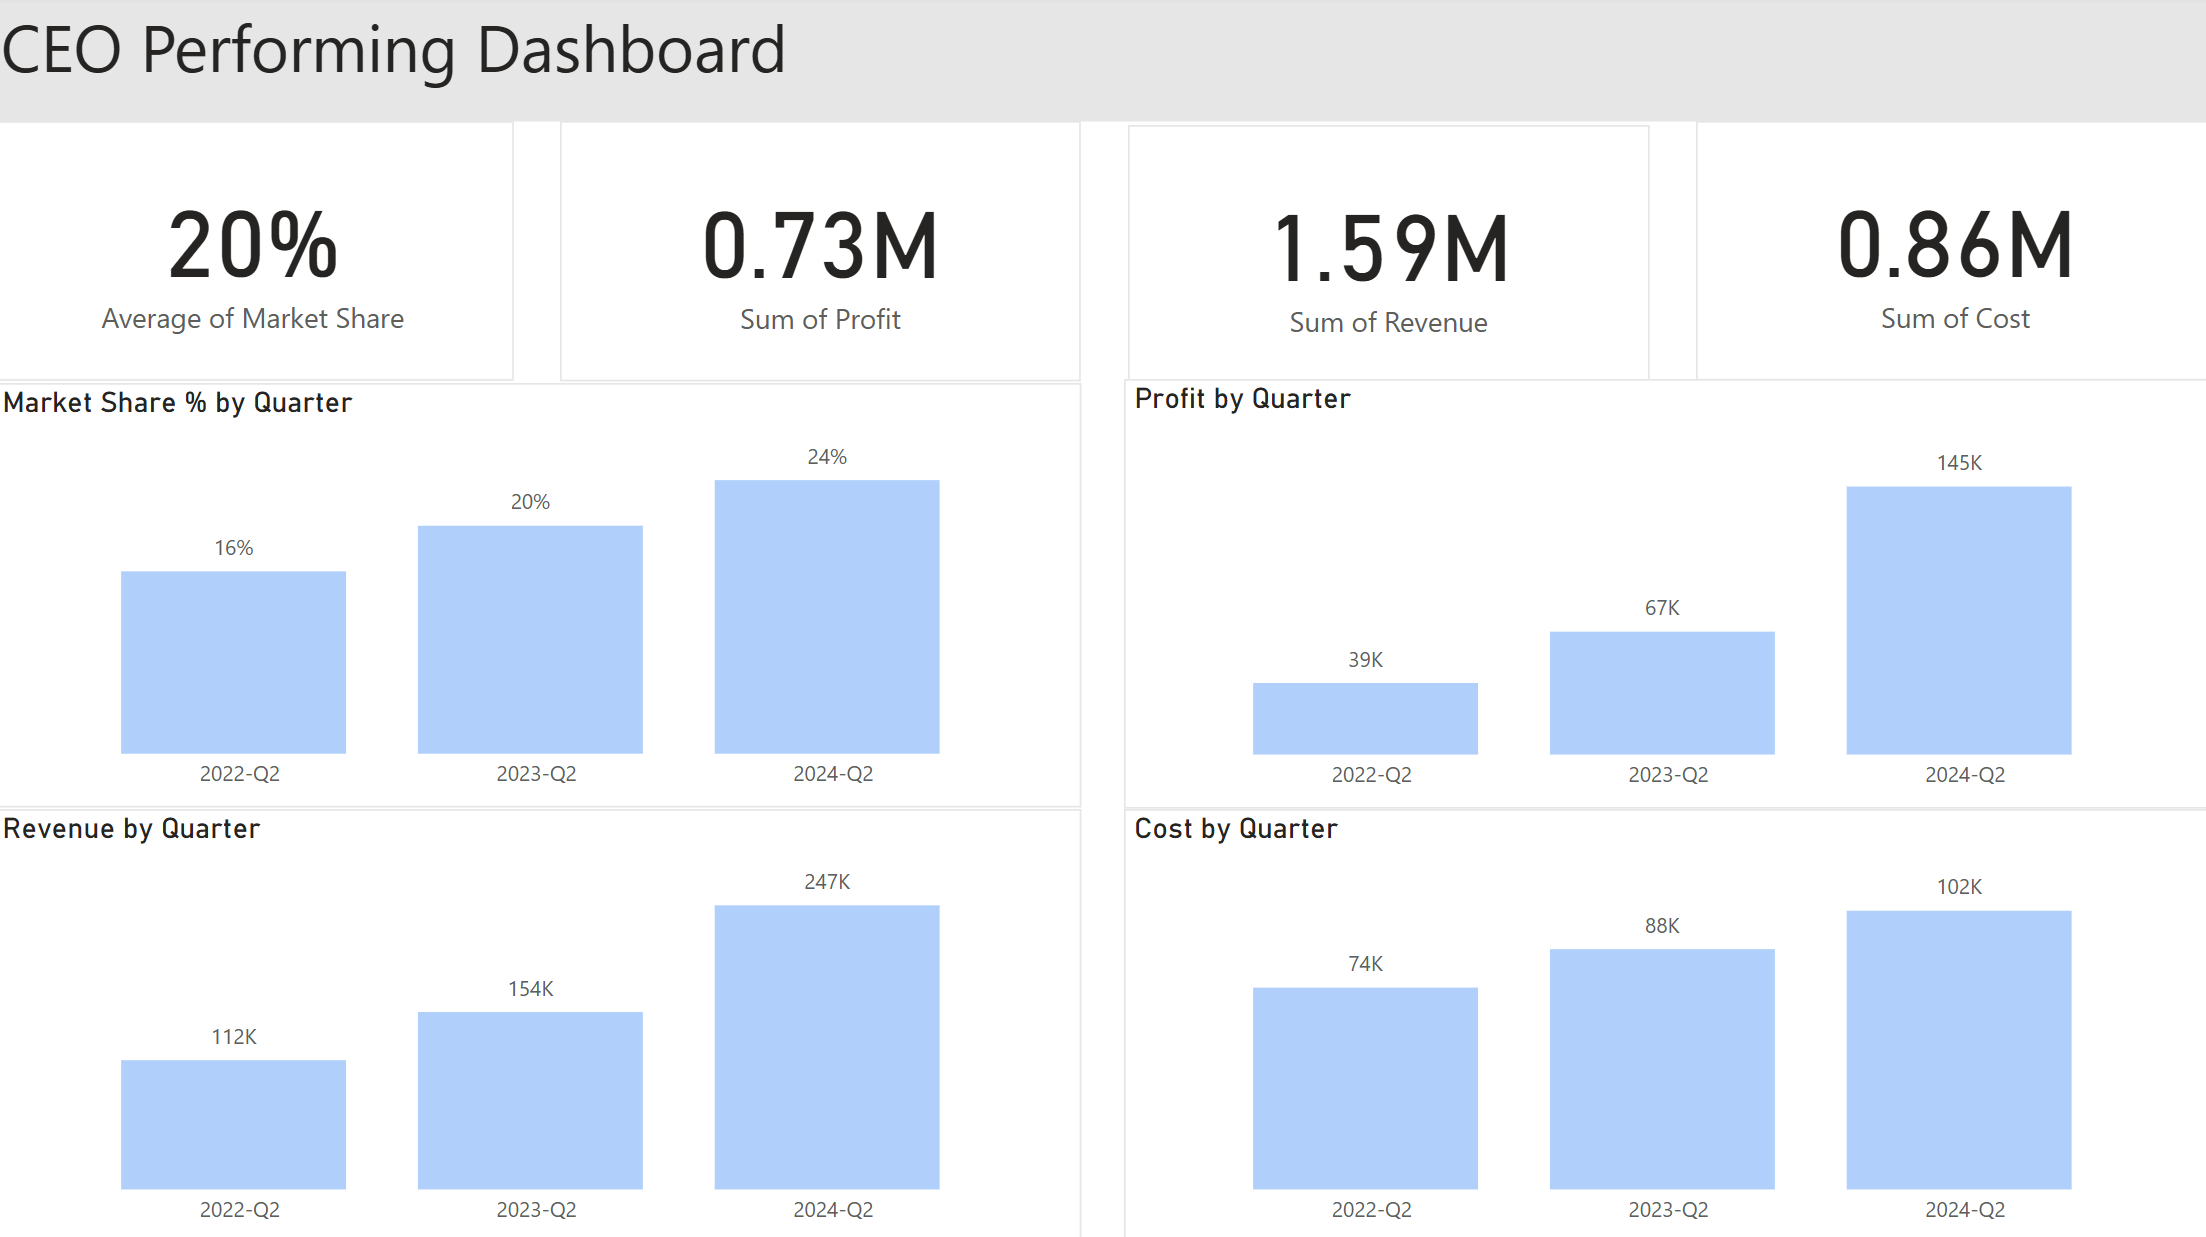 CEO Performing Dashboard
20%
Average of Market Share
0.73M
Sum of Profit
1.59M
Sum of Revenue
0.86M
Sum of Cost
Market Share % by Quarter
16%
20%
24%
2022-Q2
2023-Q2
2024-Q2
Profit by Quarter
39K
67K
145K
2022-Q2
2023-Q2
2024-Q2
Revenue by Quarter
112K
154K
247K
2022-Q2
2023-Q2
2024-Q2
Cost by Quarter
74K
88K
102K
2022-Q2
2023-Q2
2024-Q2